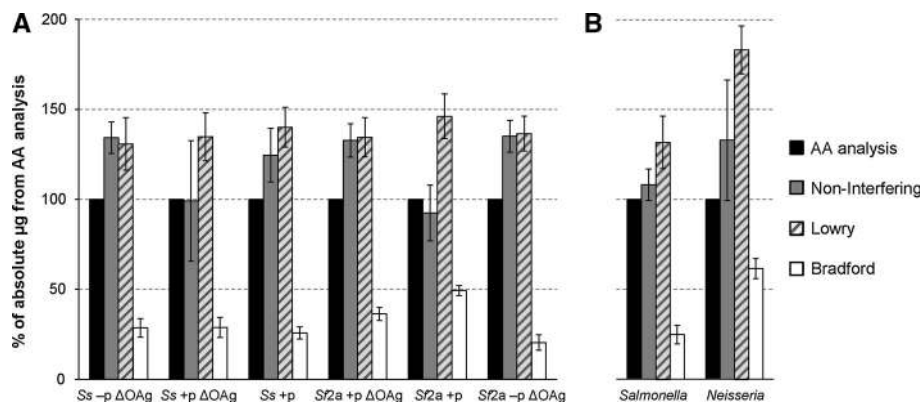 A
B
% of absolute µg from AA analysis
200
150
100
50
0
Ss –p ΔOAg
Ss +p ΔOAg
Ss +p
Sf2a +p ΔOAg
Sf2a +p
Sf2a –p ΔOAg
Salmonella
Neisseria
AA analysis
Non-Interfering
Lowry
Bradford